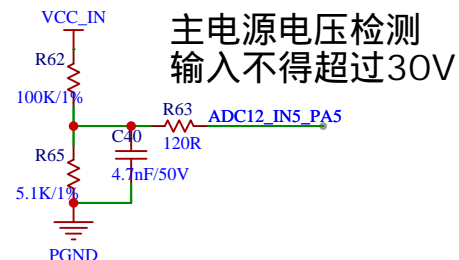 VCC_IN
主电源电压检测
输入不得超过30V
R62
100K/1%
R63
ADC12_IN5_PA5
C40
120R
R65
4.7nF/50V
5.1K/1%
PGND